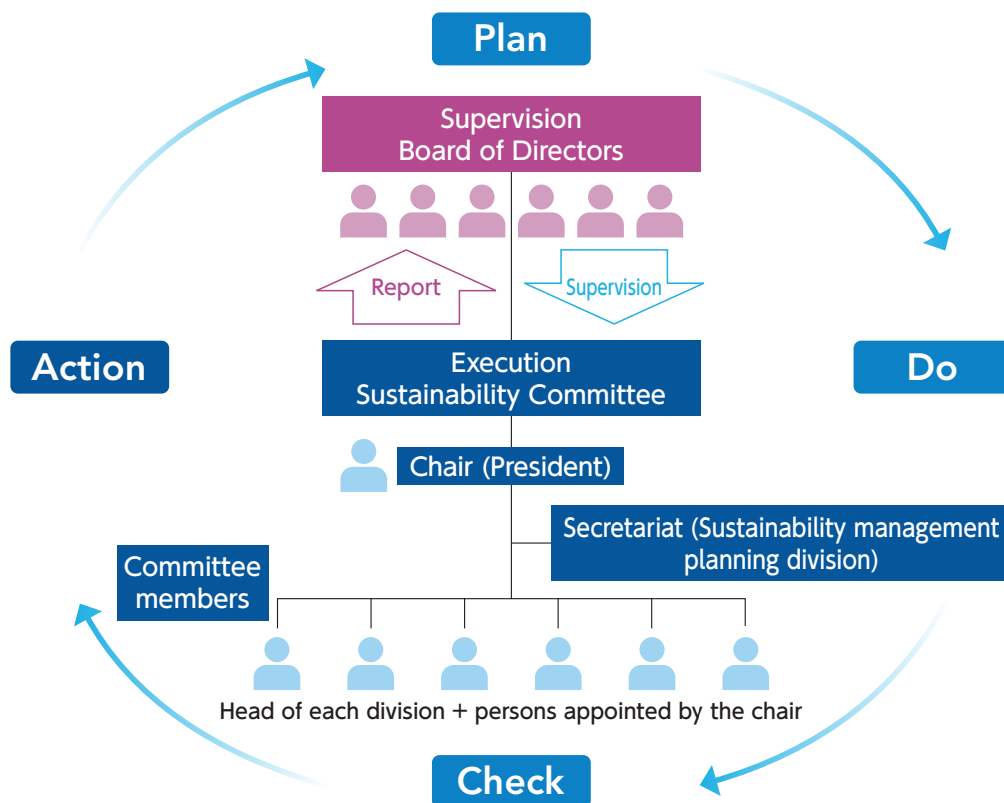 Plan
Supervision
Board of Directors
Report
Supervision
Action
Execution
Sustainability Committee
Do
Chair (President)
Secretariat (Sustainability management
planning division)
Committee
members
Head of each division + persons appointed by the chair
Check